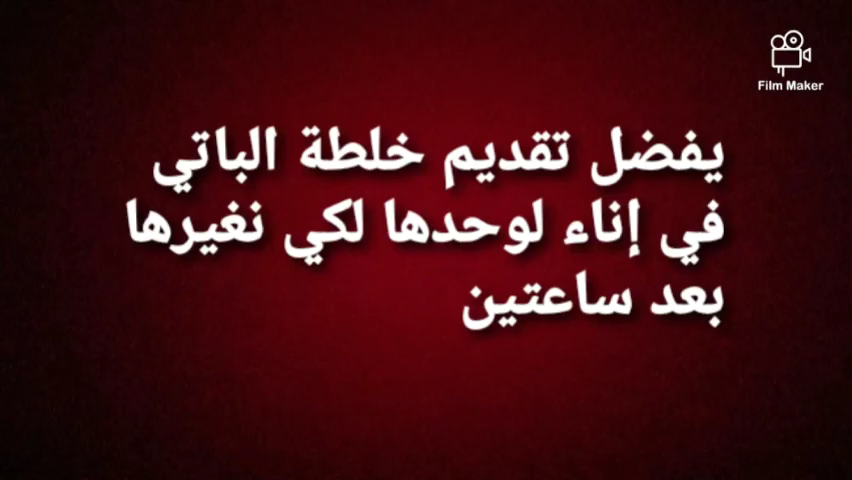 Film Maker
يفضل تقديم خلطة الباتي
في إناء لوحدها لكي نغيرها
بعد ساعتين